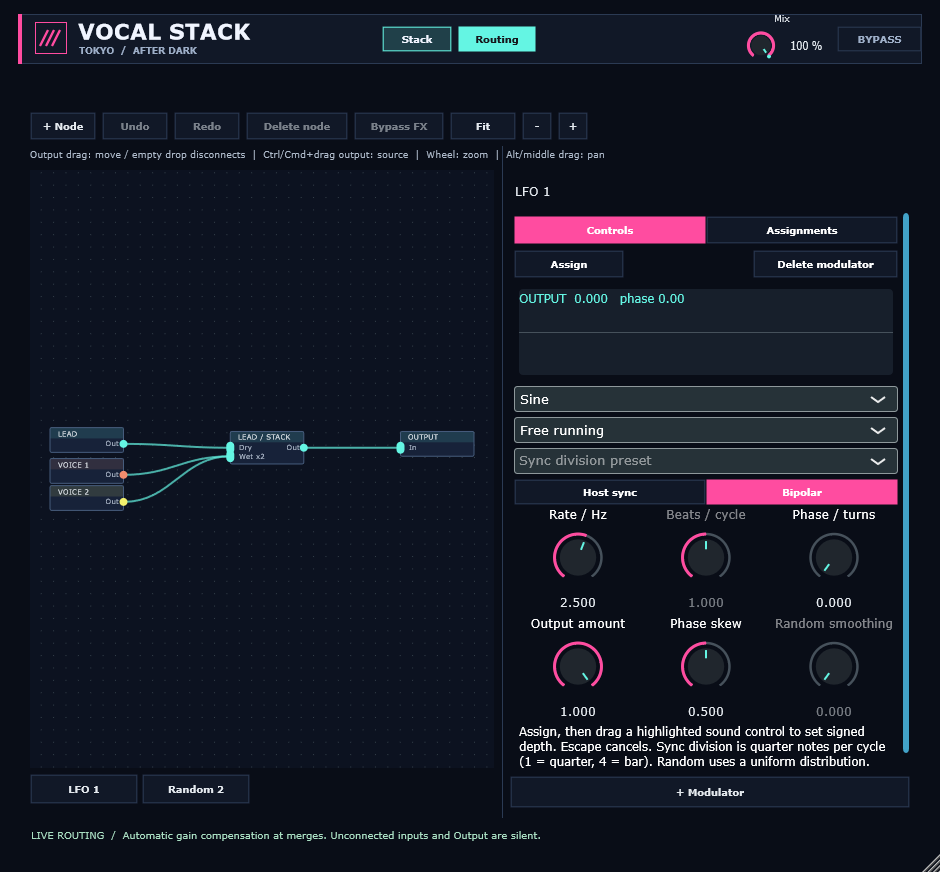 VOCAL STACK
TOKYO / AFTER DARK
Stack
Routing
Mix
100 %
BYPASS
+ Node
Undo
Redo
Delete node
Bypass FX
Fit
-
+
Output drag: move / empty drop disconnects | Ctrl/Cmd+drag output: source | Wheel: zoom | Alt/middle drag: pan
LEAD
Out
VOICE 1
Out
VOICE 2
Out
LEAD / STACK
Dry Out
Wet x2
OUTPUT
In
LFO 1
Controls
Assignments
Assign
Delete modulator
OUTPUT 0.000 phase 0.00
Sine
Free running
Sync division preset
Host sync
Bipolar
Rate / Hz
Beats / cycle
Phase / turns
2.500
1.000
0.000
Output amount
Phase skew
Random smoothing
1.000
0.500
0.000
Assign, then drag a highlighted sound control to set signed
depth. Escape cancels. Sync division is quarter notes per cycle
(1 = quarter, 4 = bar). Random uses a uniform distribution.
LFO 1
Random 2
+ Modulator
LIVE ROUTING / Automatic gain compensation at merges. Unconnected inputs and Output are silent.